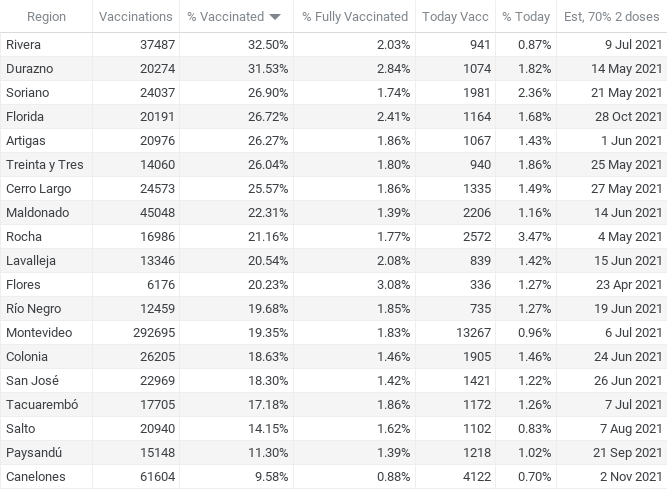 Region Vaccinations % Vaccinated % Fully Vaccinated Today Vacc % Today Est, 70% 2 doses
Rivera 37487 32.50% 2.03% 941 0.87% 9 Jul 2021
Durazno 20274 31.53% 2.84% 1074 1.82% 14 May 2021
Soriano 24037 26.90% 1.74% 1981 2.36% 21 May 2021
Florida 20191 26.72% 2.41% 1164 1.68% 28 Oct 2021
Artigas 20976 26.27% 1.86% 1067 1.43% 1 Jun 2021
Treinta y Tres 14060 26.04% 1.80% 940 1.86% 25 May 2021
Cerro Largo 24573 25.57% 1.86% 1335 1.49% 27 May 2021
Maldonado 45048 22.31% 1.39% 2206 1.16% 14 Jun 2021
Rocha 16986 21.16% 1.77% 2572 3.47% 4 May 2021
Lavalleja 13346 20.54% 2.08% 839 1.42% 15 Jun 2021
Flores 6176 20.23% 3.08% 336 1.27% 23 Apr 2021
Río Negro 12459 19.68% 1.85% 735 1.27% 19 Jun 2021
Montevideo 292695 19.35% 1.83% 13267 0.96% 6 Jul 2021
Colonia 26205 18.63% 1.46% 1905 1.46% 24 Jun 2021
San José 22969 18.30% 1.42% 1421 1.22% 26 Jun 2021
Tacuarembó 17705 17.18% 1.86% 1172 1.26% 7 Jul 2021
Salto 20940 14.15% 1.62% 1102 0.83% 7 Aug 2021
Paysandú 15148 11.30% 1.39% 1218 1.02% 21 Sep 2021
Canelones 61604 9.58% 0.88% 4122 0.70% 2 Nov 2021